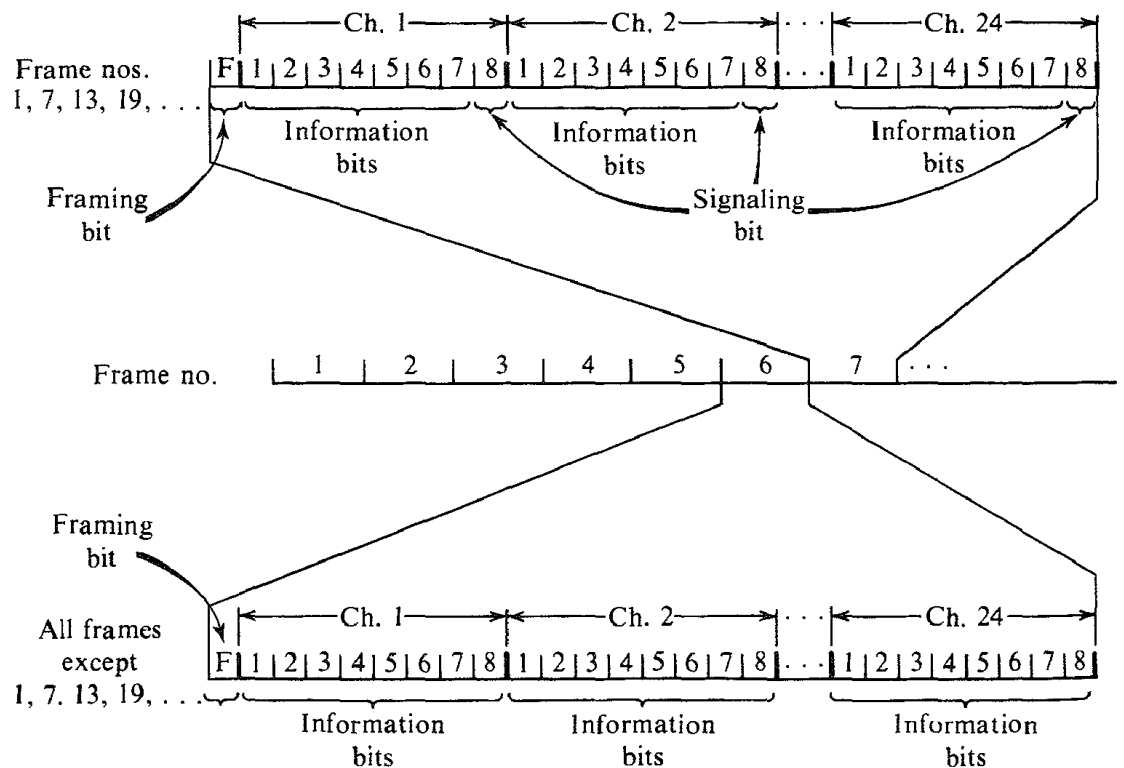 Ch. 1 Ch. 2 . . . Ch. 24
Frame nos.
1, 7, 13, 19, . . .
F 1 2 3 4 5 6 7 8 1 2 3 4 5 6 7 8 . . . 1 2 3 4 5 6 7 8
Information
bits
Information
bits
Information
bits
Framing
bit
Signaling
bit
Frame no. 1 2 3 4 5 6 7 . . .
Framing
bit
Ch. 1 Ch. 2 . . . Ch. 24
All frames
except
1, 7. 13, 19, . . .
F 1 2 3 4 5 6 7 8 1 2 3 4 5 6 7 8 . . . 1 2 3 4 5 6 7 8
Information
bits
Information
bits
Information
bits